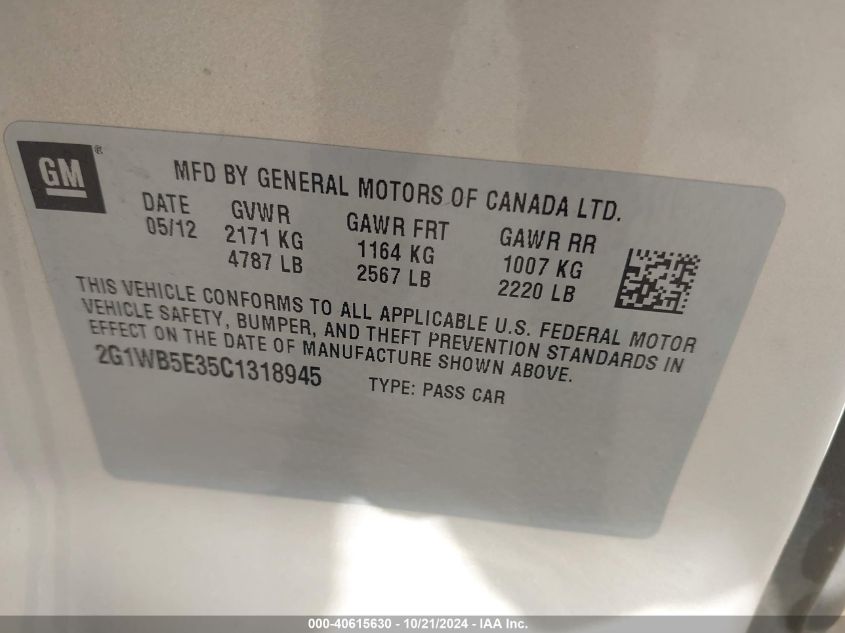 GM ®
MFD BY GENERAL MOTORS OF CANADA LTD.
DATE GVWR GAWR FRT GAWR RR
05/12 2171 KG 1164 KG 1007 KG
4787 LB 2567 LB 2220 LB
THIS VEHICLE CONFORMS TO ALL APPLICABLE U.S. FEDERAL MOTOR
VEHICLE SAFETY, BUMPER, AND THEFT PREVENTION STANDARDS IN
EFFECT ON THE DATE OF MANUFACTURE SHOWN ABOVE.
2G1WB5E35C1318945 TYPE: PASS CAR
000-40615630 - 10/21/2024 - IAA Inc.